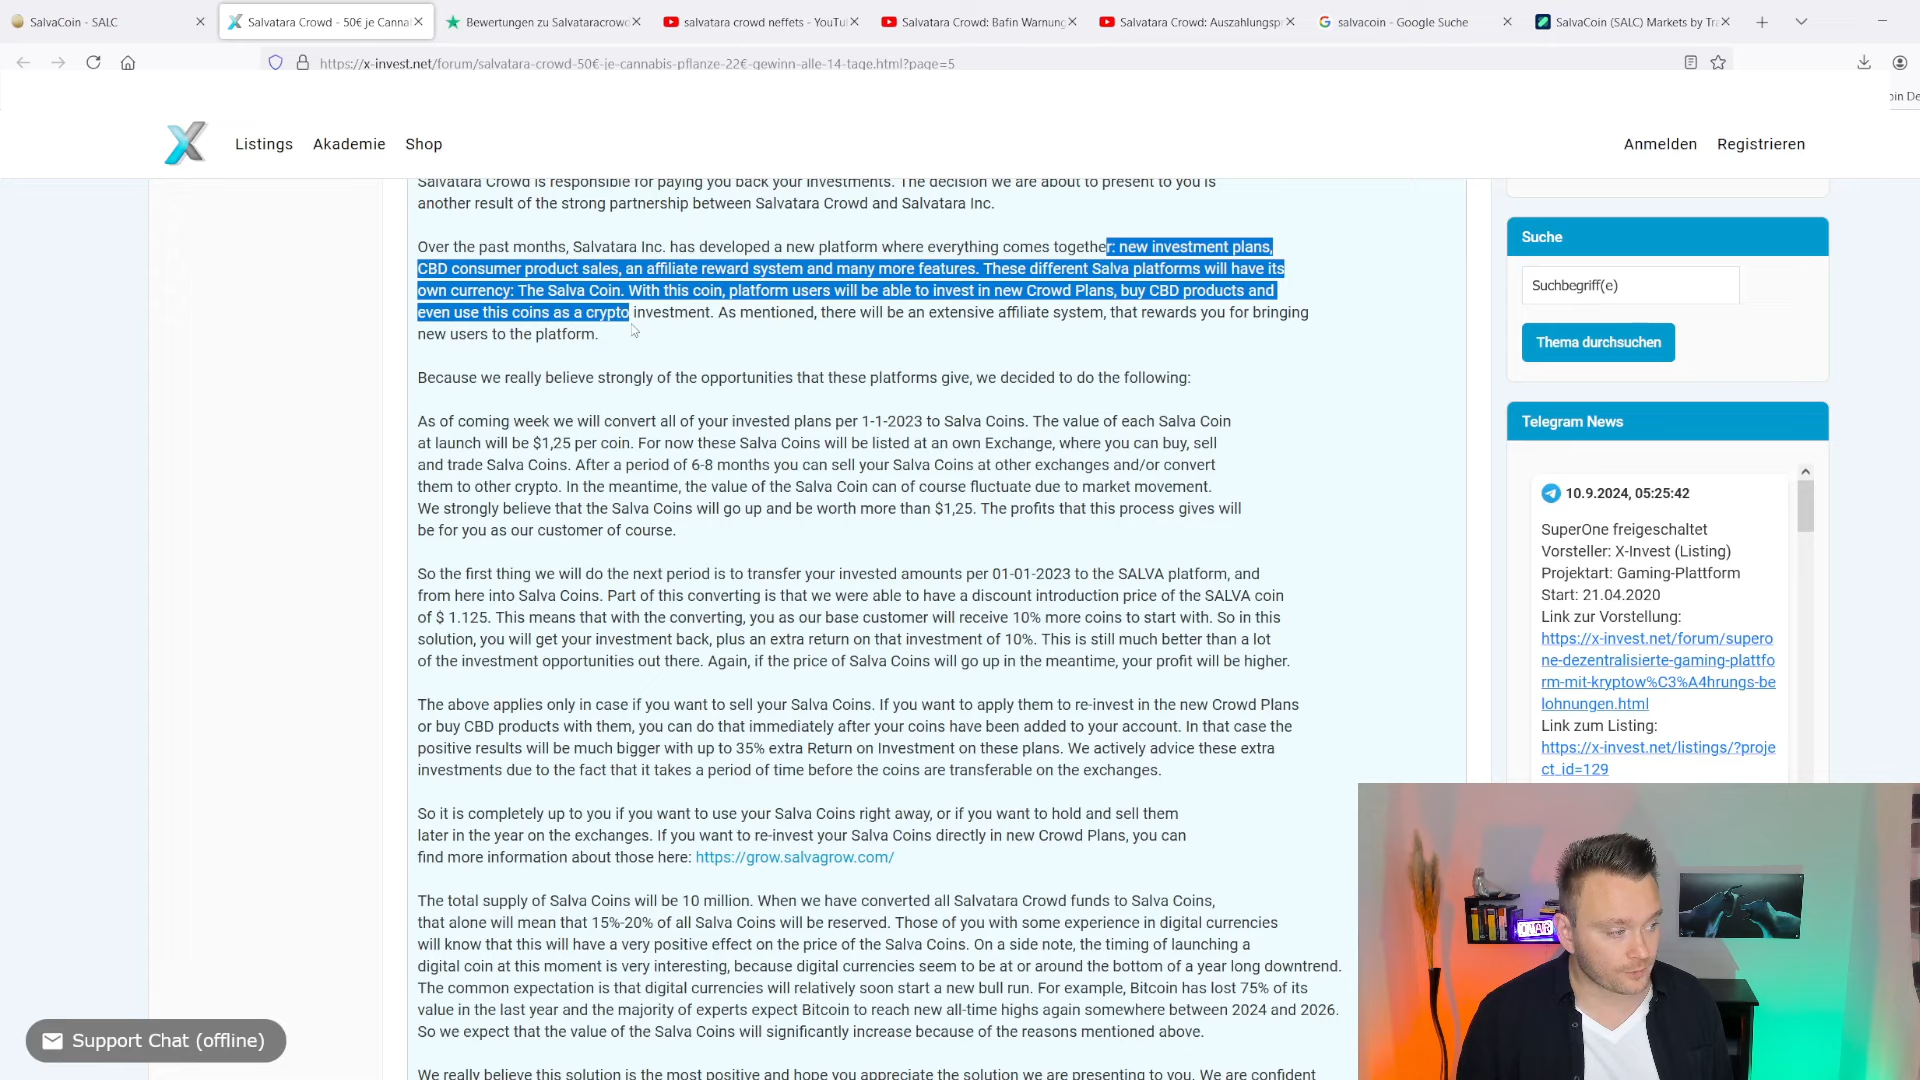 SalvaCoin - SALC
Salvatara Crowd - 50€ je Canna
Bewertungen zu Salvataracrowd
salvatara crowd neffets - YouTu
Salvatara Crowd: Bafin Warnung
Salvatara Crowd: Auszahlungsp
salvacoin - Google Suche
SalvaCoin (SALC) Markets by Tr
https://x-invest.net/forum/salvatara-crowd-50€-je-cannabis-pflanze-22€-gewinn-alle-14-tage.html?page=5
oin De
Listings
Akademie
Shop
Anmelden
Registrieren
Salvatara Crowd is responsible for paying you back your investments. The decision we are about to present to you is
another result of the strong partnership between Salvatara Crowd and Salvatara Inc.
Over the past months, Salvatara Inc. has developed a new platform where everything comes together: new investment plans,
CBD consumer product sales, an affiliate reward system and many more features. These different Salva platforms will have its
own currency: The Salva Coin. With this coin, platform users will be able to invest in new Crowd Plans, buy CBD products and
even use this coins as a crypto investment. As mentioned, there will be an extensive affiliate system, that rewards you for bringing
new users to the platform.
Because we really believe strongly of the opportunities that these platforms give, we decided to do the following:
As of coming week we will convert all of your invested plans per 1-1-2023 to Salva Coins. The value of each Salva Coin
at launch will be $1,25 per coin. For now these Salva Coins will be listed at an own Exchange, where you can buy, sell
and trade Salva Coins. After a period of 6-8 months you can sell your Salva Coins at other exchanges and/or convert
them to other crypto. In the meantime, the value of the Salva Coin can of course fluctuate due to market movement.
We strongly believe that the Salva Coins will go up and be worth more than $1,25. The profits that this process gives will
be for you as our customer of course.
So the first thing we will do the next period is to transfer your invested amounts per 01-01-2023 to the SALVA platform, and
from here into Salva Coins. Part of this converting is that we were able to have a discount introduction price of the SALVA coin
of $ 1.125. This means that with the converting, you as our base customer will receive 10% more coins to start with. So in this
solution, you will get your investment back, plus an extra return on that investment of 10%. This is still much better than a lot
of the investment opportunities out there. Again, if the price of Salva Coins will go up in the meantime, your profit will be higher.
The above applies only in case if you want to sell your Salva Coins. If you want to apply them to re-invest in the new Crowd Plans
or buy CBD products with them, you can do that immediately after your coins have been added to your account. In that case the
positive results will be much bigger with up to 35% extra Return on Investment on these plans. We actively advice these extra
investments due to the fact that it takes a period of time before the coins are transferable on the exchanges.
So it is completely up to you if you want to use your Salva Coins right away, or if you want to hold and sell them
later in the year on the exchanges. If you want to re-invest your Salva Coins directly in new Crowd Plans, you can
find more information about those here: https://grow.salvagrow.com/
The total supply of Salva Coins will be 10 million. When we have converted all Salvatara Crowd funds to Salva Coins,
that alone will mean that 15%-20% of all Salva Coins will be reserved. Those of you with some experience in digital currencies
will know that this will have a very positive effect on the price of the Salva Coins. On a side note, the timing of launching a
digital coin at this moment is very interesting, because digital currencies seem to be at or around the bottom of a year long downtrend.
The common expectation is that digital currencies will relatively soon start a new bull run. For example, Bitcoin has lost 75% of its
value in the last year and the majority of experts expect Bitcoin to reach new all-time highs again somewhere between 2024 and 2026.
So we expect that the value of the Salva Coins will significantly increase because of the reasons mentioned above.
We really believe this solution is the most positive and hope you appreciate the solution we are presenting to you. We are confident
Suche
Suchbegriff(e)
Thema durchsuchen
Telegram News
10.9.2024, 05:25:42
SuperOne freigeschaltet
Vorsteller: X-Invest (Listing)
Projektart: Gaming-Plattform
Start: 21.04.2020
Link zur Vorstellung:
https://x-invest.net/forum/supero
ne-dezentralisierte-gaming-plattfo
rm-mit-kryptow%C3%A4hrungs-be
lohnungen.html
Link zum Listing:
https://x-invest.net/listings/?proje
ct_id=129
Support Chat (offline)